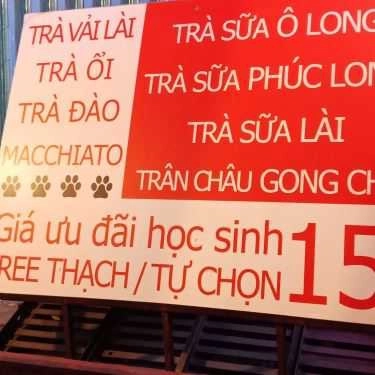 TRÀ VẢI LÀI
TRÀ ỔI
TRÀ ĐÀO
MACCHIATO
TRÀ SỮA Ô LONG
TRÀ SỮA PHÚC LON
TRÀ SỮA LÀI
TRÂN CHÂU GONG CH
Giá ưu đãi học sinh 15
REE THẠCH / TỰ CHỌN